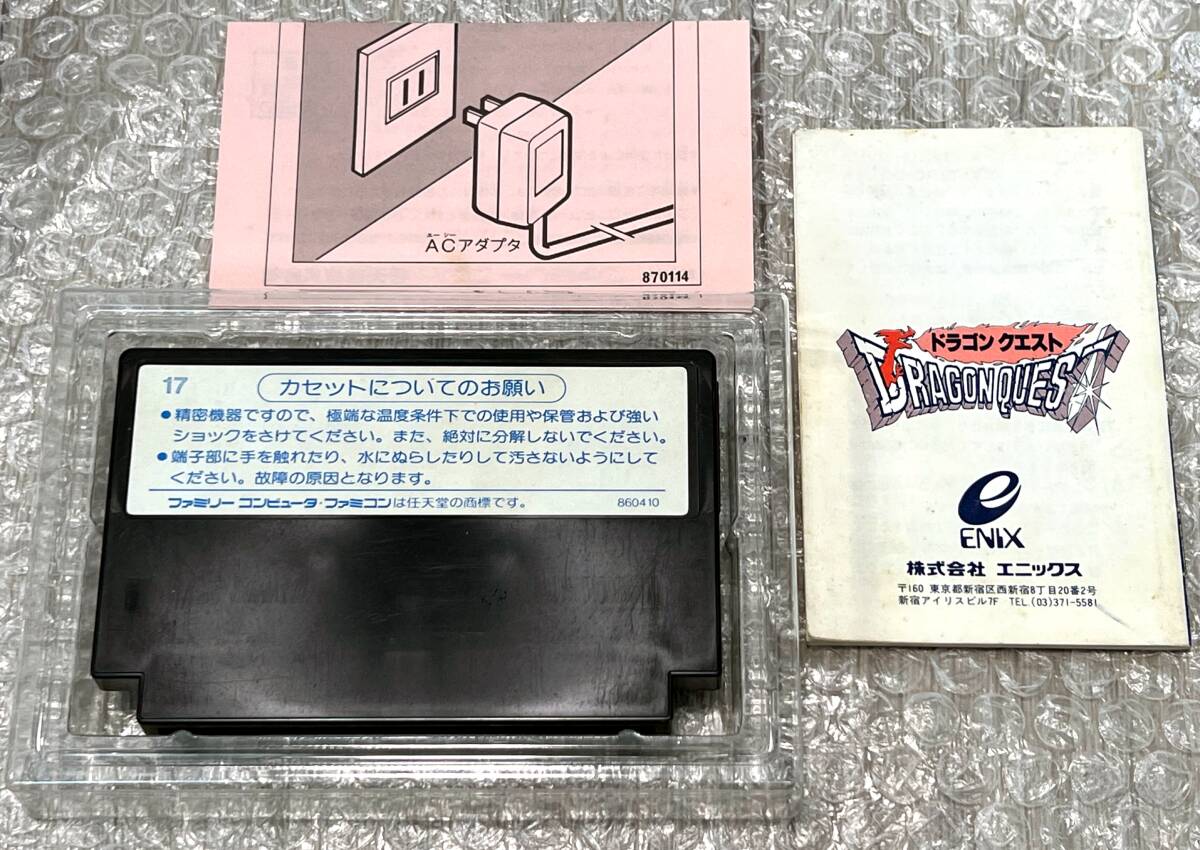 エー シー
ACアダプタ
870114
17
カセットについてのお願い
●精密機器ですので、極端な温度条件下での使用や保管および強い
ショックをさけてください。また、絶対に分解しないでください。
●端子部に手を触れたり、水にぬらしたりして汚さないようにして
ください。故障の原因となります。
ファミリーコンピュータ・ファミコンは任天堂の商標です。
860410
ドラゴンクエスト
DRAGON QUEST
ENIX
株式会社 エニックス
〒160 東京都新宿区西新宿8丁目20番2号
新宿アイリスビル7F TEL.(03)371-5581